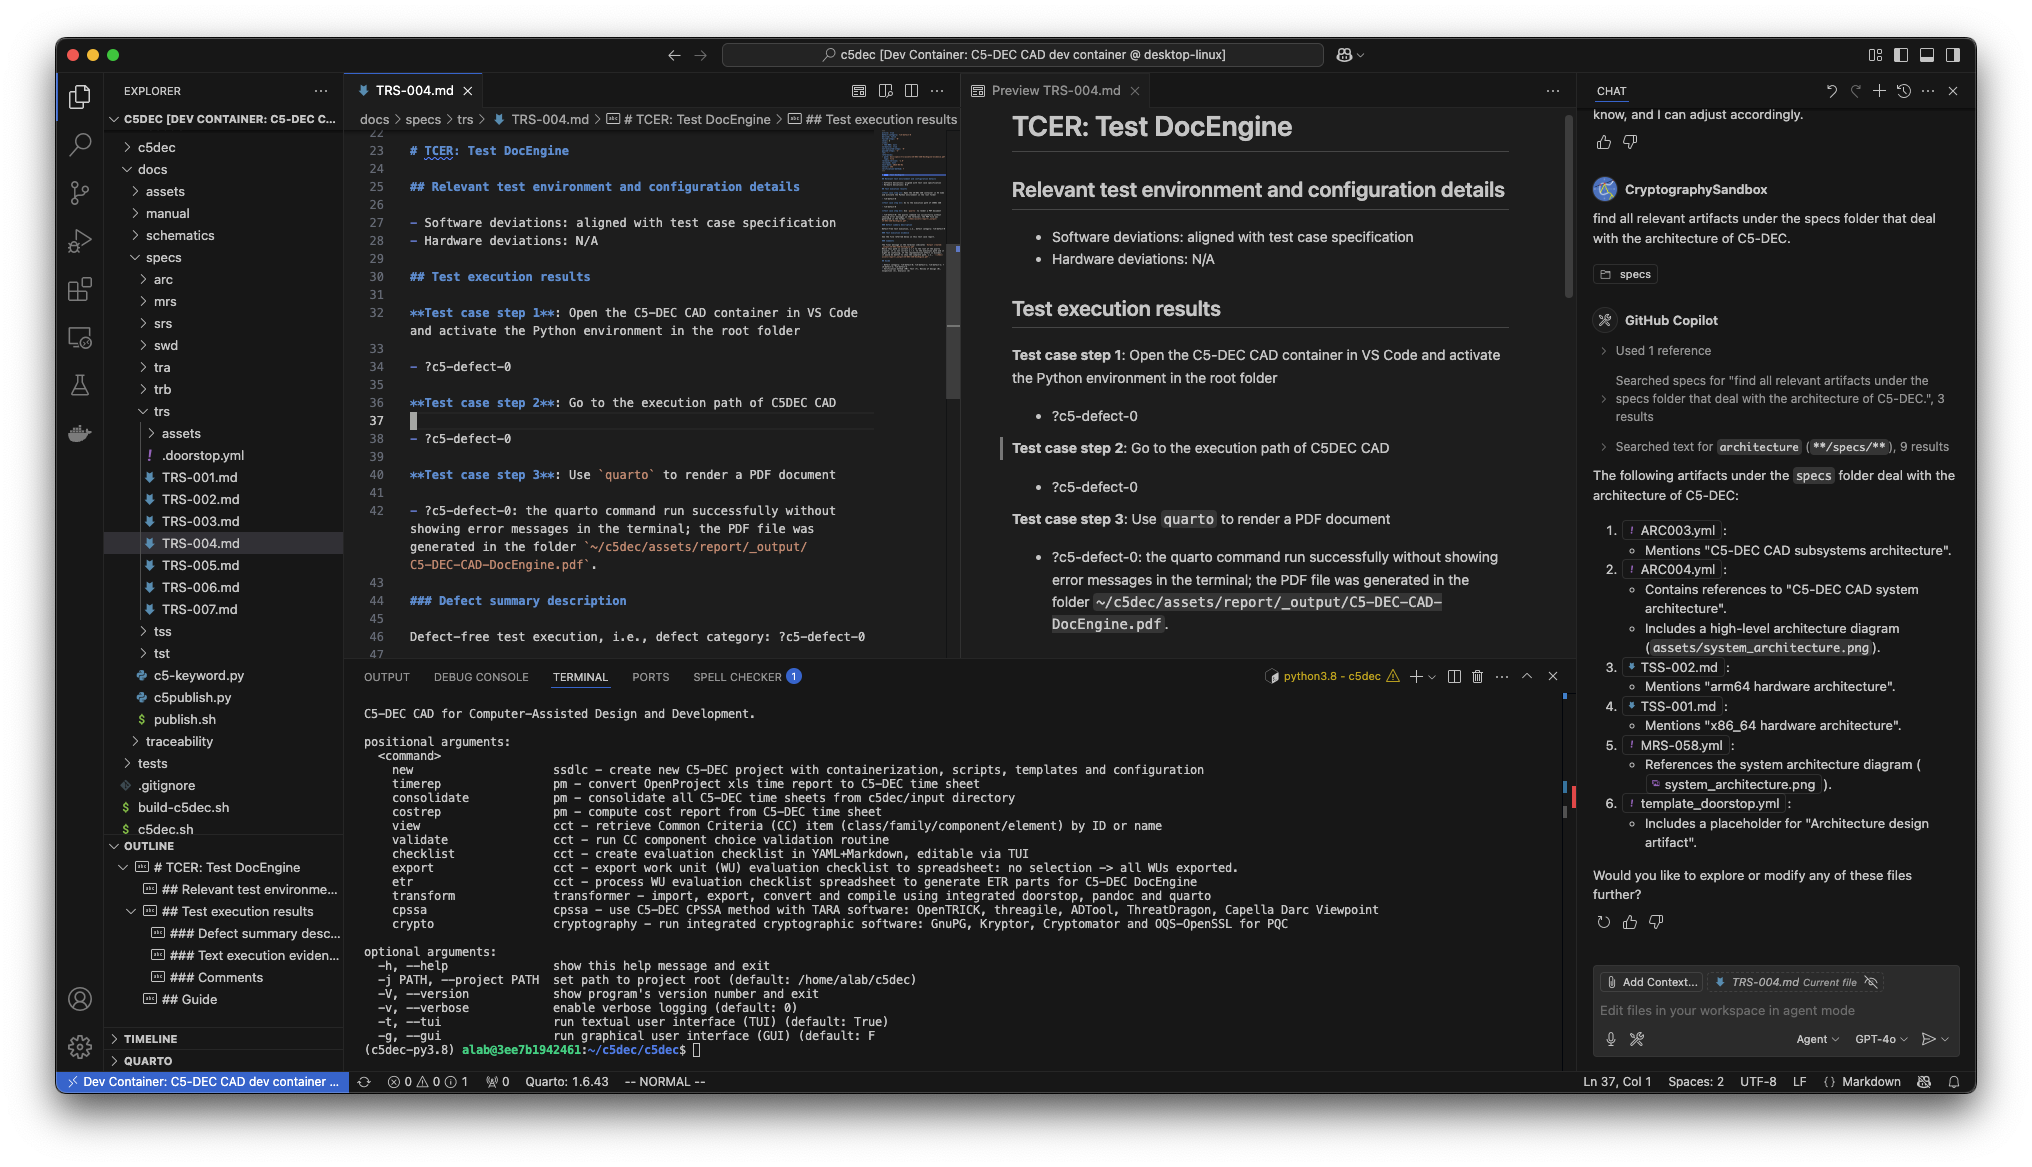 c5dec [Dev Container: C5-DEC CAD dev container @ desktop-linux]
EXPLORER
C5DEC [DEV CONTAINER: C5-DEC C...
c5dec
docs
assets
manual
schematics
specs
arc
mrs
srs
swd
tra
trb
trs
assets
.doorstop.yml
TRS-001.md
TRS-002.md
TRS-003.md
TRS-004.md
TRS-005.md
TRS-006.md
TRS-007.md
tss
tst
c5-keyword.py
c5publish.py
publish.sh
traceability
tests
.gitignore
build-c5dec.sh
c5dec.sh
OUTLINE
# TCER: Test DocEngine
## Relevant test environme...
## Test execution results
### Defect summary desc...
### Text execution eviden...
### Comments
## Guide
TIMELINE
QUARTO
TRS-004.md
docs > specs > trs > TRS-004.md > # TCER: Test DocEngine > ## Test execution results
22
23 # TCER: Test DocEngine
24
25 ## Relevant test environment and configuration details
26
27 - Software deviations: aligned with test case specification
28 - Hardware deviations: N/A
29
30 ## Test execution results
31
32 **Test case step 1**: Open the C5-DEC CAD container in VS Code
and activate the Python environment in the root folder
33
34 - ?c5-defect-0
35
36 **Test case step 2**: Go to the execution path of C5DEC CAD
37
38 - ?c5-defect-0
39
40 **Test case step 3**: Use `quarto` to render a PDF document
41
42 - ?c5-defect-0: the quarto command run successfully without
showing error messages in the terminal; the PDF file was
generated in the folder `~/c5dec/assets/report/_output/
C5-DEC-CAD-DocEngine.pdf`.
43
44 ### Defect summary description
45
46 Defect-free test execution, i.e., defect category: ?c5-defect-0
47
Preview TRS-004.md
TCER: Test DocEngine
Relevant test environment and configuration details
• Software deviations: aligned with test case specification
• Hardware deviations: N/A
Test execution results
Test case step 1: Open the C5-DEC CAD container in VS Code and activate
the Python environment in the root folder
• ?c5-defect-0
Test case step 2: Go to the execution path of C5DEC CAD
• ?c5-defect-0
Test case step 3: Use quarto to render a PDF document
• ?c5-defect-0: the quarto command run successfully without showing
error messages in the terminal; the PDF file was generated in the
folder ~/c5dec/assets/report/_output/C5-DEC-CAD-
DocEngine.pdf.
OUTPUT DEBUG CONSOLE TERMINAL PORTS SPELL CHECKER 1
python3.8 - c5dec
C5-DEC CAD for Computer-Assisted Design and Development.
positional arguments:
<command>
new ssdlc - create new C5-DEC project with containerization, scripts, templates and configuration
timerep pm - convert OpenProject xls time report to C5-DEC time sheet
consolidate pm - consolidate all C5-DEC time sheets from c5dec/input directory
costrep pm - compute cost report from C5-DEC time sheet
view cct - retrieve Common Criteria (CC) item (class/family/component/element) by ID or name
validate cct - run CC component choice validation routine
checklist cct - create evaluation checklist in YAML+Markdown, editable via TUI
export cct - export work unit (WU) evaluation checklist to spreadsheet: no selection -> all WUs exported.
etr cct - process WU evaluation checklist spreadsheet to generate ETR parts for C5-DEC DocEngine
transform transformer - import, export, convert and compile using integrated doorstop, pandoc and quarto
cpssa cpssa - use C5-DEC CPSSA method with TARA software: OpenTRICK, threagile, ADTool, ThreatDragon, Capella Darc Viewpoint
crypto cryptography - run integrated cryptographic software: GnuPG, Kryptor, Cryptomator and OQS-OpenSSL for PQC
optional arguments:
-h, --help show this help message and exit
-j PATH, --project PATH set path to project root (default: /home/alab/c5dec)
-V, --version show program's version number and exit
-v, --verbose enable verbose logging (default: 0)
-t, --tui run textual user interface (TUI) (default: True)
-g, --gui run graphical user interface (GUI) (default: F
(c5dec-py3.8) alab@3ee7b1942461:~/c5dec/c5dec$
CHAT
know, and I can adjust accordingly.
CryptographySandbox
find all relevant artifacts under the specs folder that deal
with the architecture of C5-DEC.
specs
GitHub Copilot
Used 1 reference
Searched specs for "find all relevant artifacts under the
specs folder that deal with the architecture of C5-DEC.", 3
results
Searched text for architecture (**/specs/**), 9 results
The following artifacts under the specs folder deal with the
architecture of C5-DEC:
1. ! ARC003.yml :
Mentions "C5-DEC CAD subsystems architecture".
2. ! ARC004.yml :
Contains references to "C5-DEC CAD system
architecture".
Includes a high-level architecture diagram
(assets/system_architecture.png).
3. TSS-002.md :
Mentions "arm64 hardware architecture".
4. TSS-001.md :
Mentions "x86_64 hardware architecture".
5. ! MRS-058.yml :
References the system architecture diagram (
system_architecture.png ).
6. ! template_doorstop.yml :
Includes a placeholder for "Architecture design
artifact".
Would you like to explore or modify any of these files
further?
Add Context... TRS-004.md Current file
Edit files in your workspace in agent mode
Agent GPT-4o
Dev Container: C5-DEC CAD dev container ... 0 0 1 0 Quarto: 1.6.43 -- NORMAL -- Ln 37, Col 1 Spaces: 2 UTF-8 LF {} Markdown